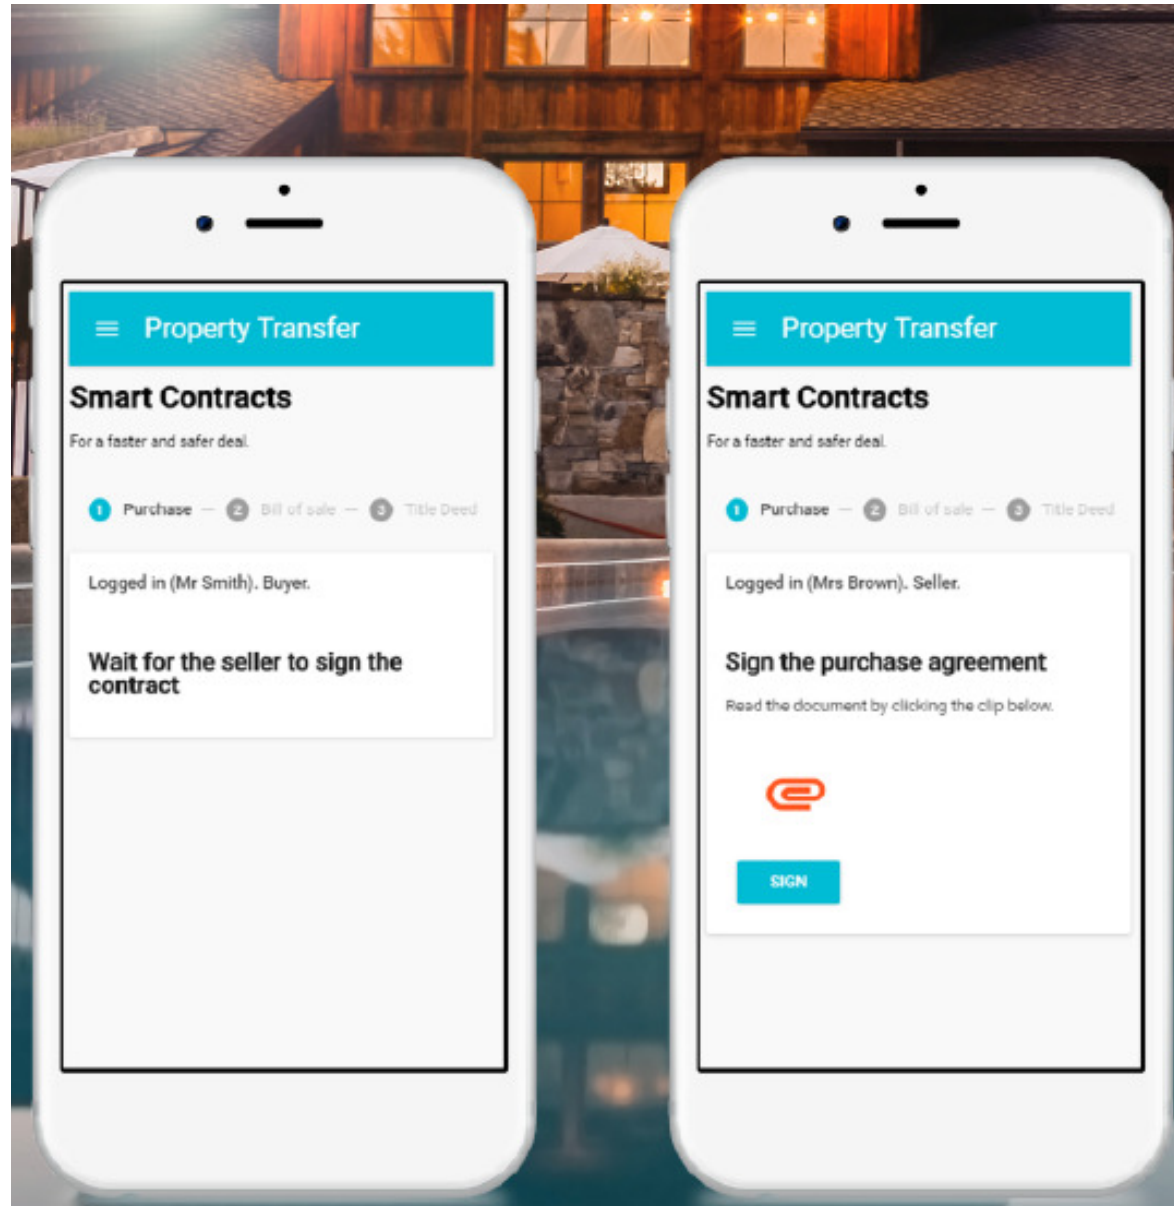 Property Transfer
Smart Contracts
For a faster and safer deal.
1 Purchase — 2 Bill of sale — 3 Title Deed
Logged in (Mr Smith). Buyer.
Wait for the seller to sign the
contract
Property Transfer
Smart Contracts
For a faster and safer deal.
1 Purchase — 2 Bill of sale — 3 Title Deed
Logged in (Mrs Brown). Seller.
Sign the purchase agreement
Read the document by clicking the clip below.
SIGN